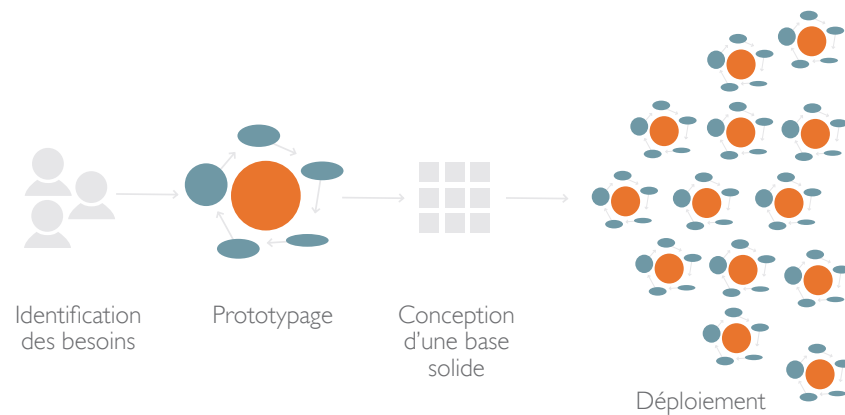 Identification
des besoins
Prototypage
Conception
d'une base
solide
Déploiement